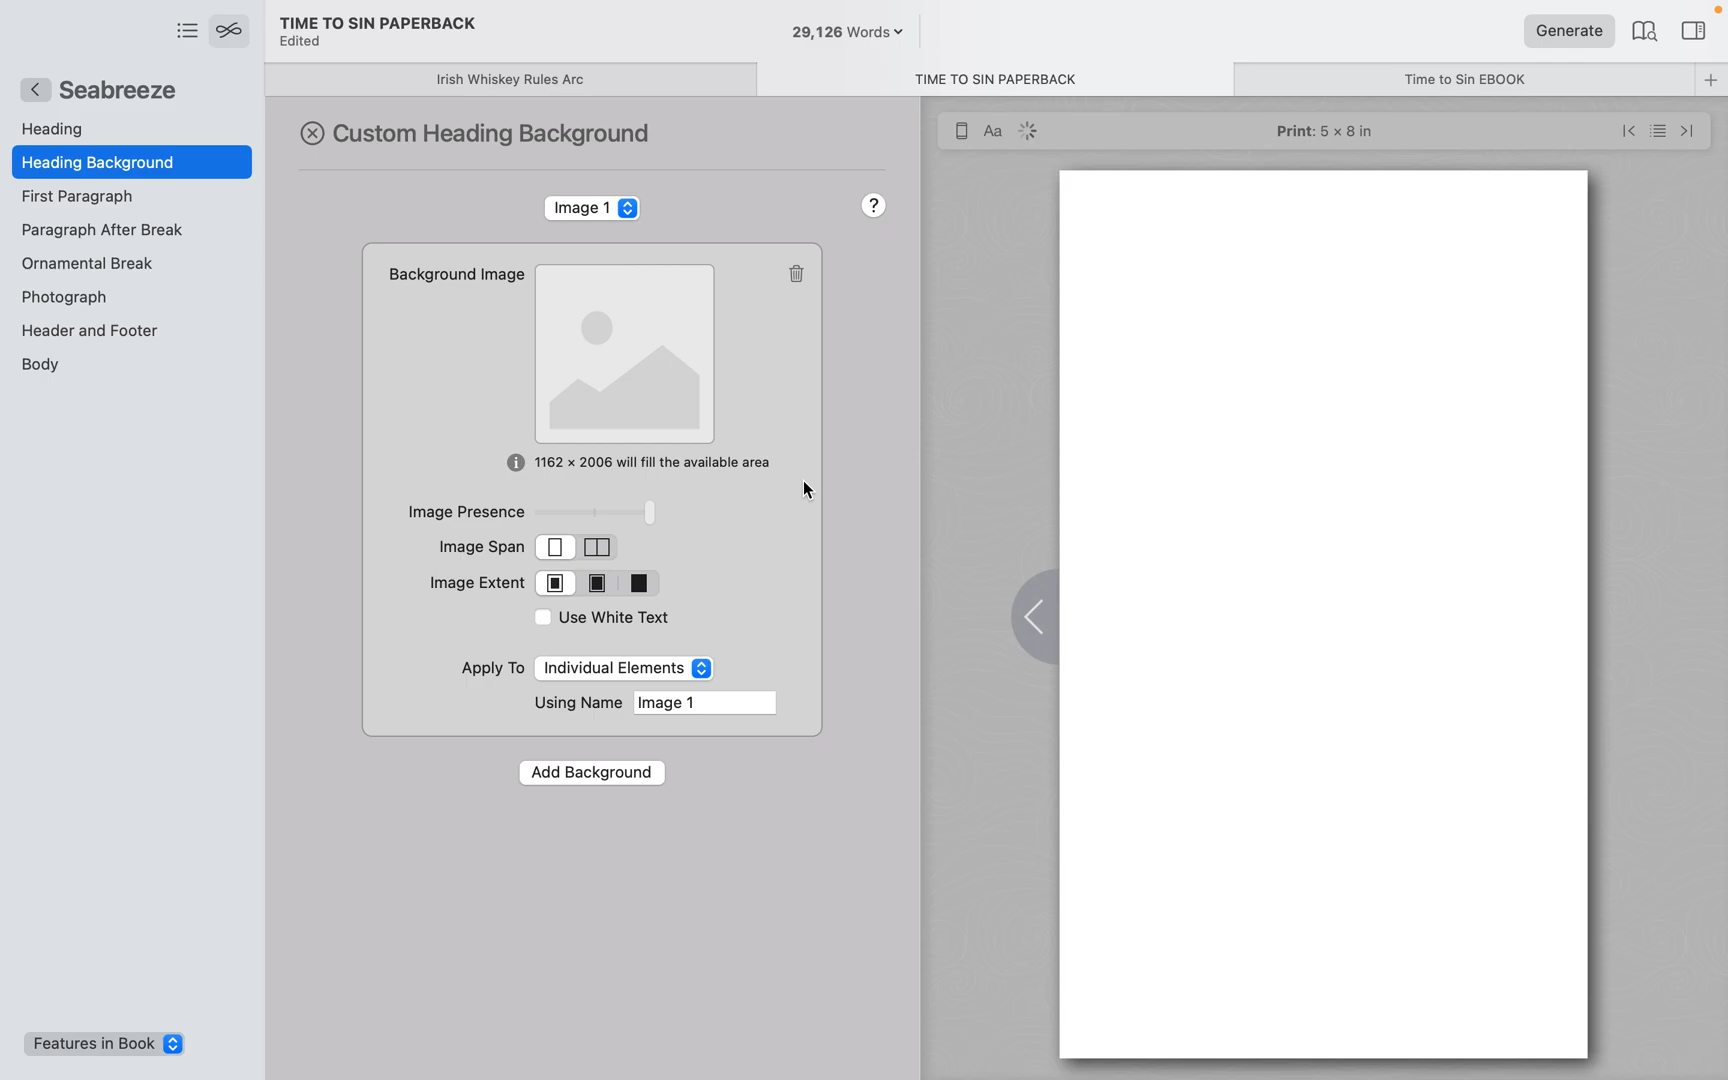 TIME TO SIN PAPERBACK
Edited
29,126 Words
Generate
Irish Whiskey Rules Arc
TIME TO SIN PAPERBACK
Time to Sin EBOOK
Seabreeze
Heading
Heading Background
First Paragraph
Paragraph After Break
Ornamental Break
Photograph
Header and Footer
Body
Features in Book
Custom Heading Background
Image 1
?
Background Image
1162 × 2006 will fill the available area
Image Presence
Image Span
Image Extent
Use White Text
Apply To Individual Elements
Using Name Image 1
Add Background
Aa
Print: 5 × 8 in